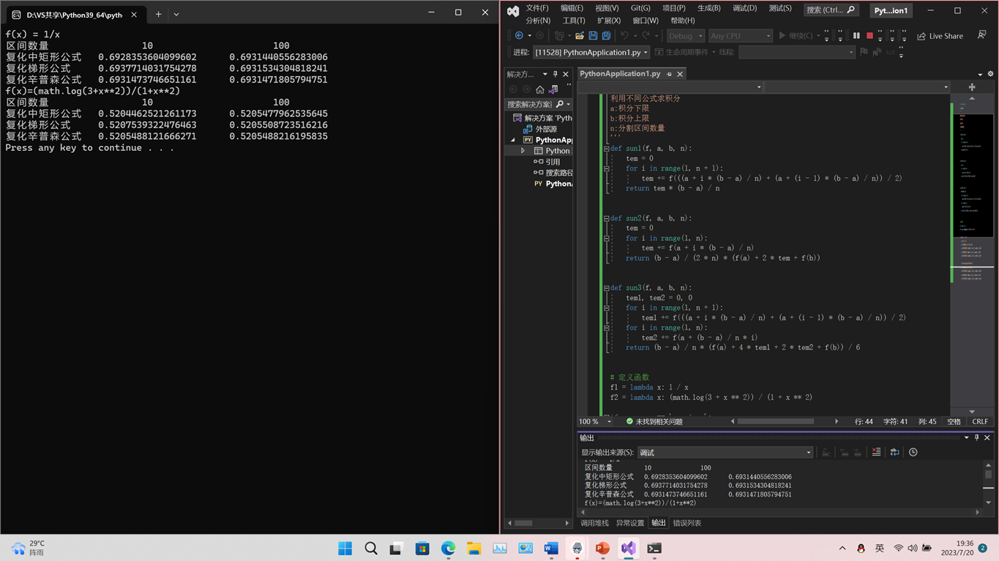 D:\VS共享\Python39_64\pyth
f(x) = 1/x
区间数量 10 100
复化中矩形公式 0.6928353604099602 0.6931440556283006
复化梯形公式 0.6937714031754278 0.6931534304818241
复化辛普森公式 0.6931473746651161 0.6931471805794751
f(x)=(math.log(3+x**2))/(1+x**2)
区间数量 10 100
复化中矩形公式 0.5204462521261173 0.5205477962535645
复化梯形公式 0.5207539322476463 0.5205508723516216
复化辛普森公式 0.5205488121666271 0.5205488216195835
Press any key to continue . . .
文件(F) 编辑(E) 视图(V) Git(G) 项目(P) 生成(B) 调试(D) 测试(S)
分析(N) 工具(T) 扩展(X) 窗口(W) 帮助(H)
搜索 (Ctrl...
Pyt...ion1
Debug Any CPU 继续(C) Live Share
进程: [11528] PythonApplication1.py 生命周期事件 线程:
解决方...
搜索解决方案
解决方案 'Pyth
外部源
PythonApp
Python
引用
搜索路径
PythonA
PythonApplication1.py
利用不同公式求积分
a:积分下限
b:积分上限
n:分割区间数量
'''
def sun1(f, a, b, n):
tem = 0
for i in range(1, n + 1):
tem += f(((a + i * (b - a) / n) + (a + (i - 1) * (b - a) / n)) / 2)
return tem * (b - a) / n
def sun2(f, a, b, n):
tem = 0
for i in range(1, n):
tem += f(a + i * (b - a) / n)
return (b - a) / (2 * n) * (f(a) + 2 * tem + f(b))
def sun3(f, a, b, n):
tem1, tem2 = 0, 0
for i in range(1, n + 1):
tem1 += f(((a + i * (b - a) / n) + (a + (i - 1) * (b - a) / n)) / 2)
for i in range(1, n):
tem2 += f(a + (b - a) / n * i)
return (b - a) / n * (f(a) + 4 * tem1 + 2 * tem2 + f(b)) / 6
# 定义函数
f1 = lambda x: 1 / x
f2 = lambda x: (math.log(3 + x ** 2)) / (1 + x ** 2)
100 % 未找到相关问题 行: 44 字符: 41 列: 45 空格 CRLF
输出
显示输出来源(S): 调试
区间数量 10 100
复化中矩形公式 0.6928353604099602 0.6931440556283006
复化梯形公式 0.6937714031754278 0.6931534304818241
复化辛普森公式 0.6931473746651161 0.6931471805794751
f(x)=(math.log(3+x**2))/(1+x**2)
调用堆栈 异常设置 输出 错误列表
29°C
阵雨
英
19:36
2023/7/20
2